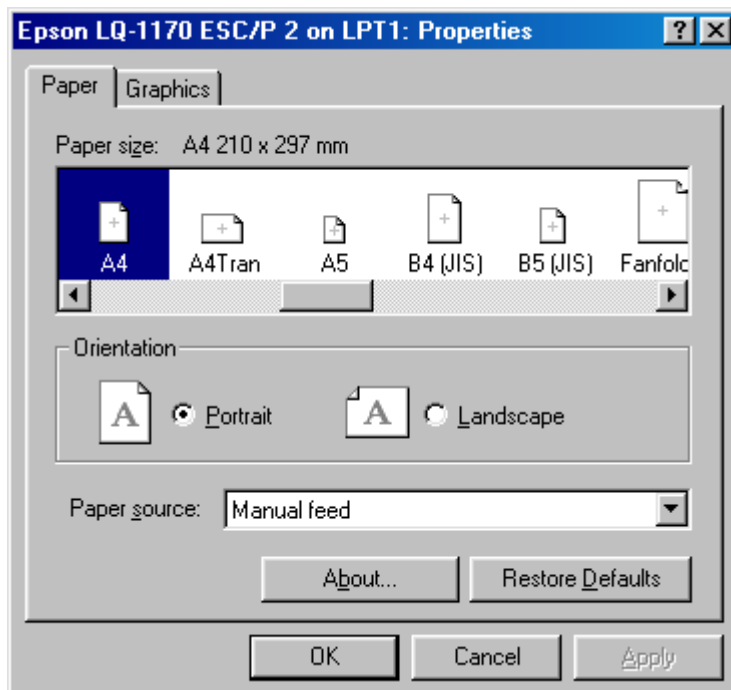 Epson LQ-1170 ESC/P 2 on LPT1: Properties
Paper Graphics
Paper size: A4 210 x 297 mm
A4 A4Tran A5 B4 (JIS) B5 (JIS) Fanfold
Orientation
A Portrait A Landscape
Paper source: Manual feed
About... Restore Defaults
OK Cancel Apply